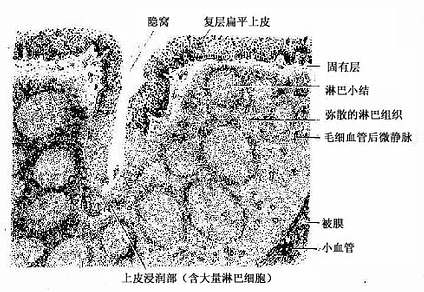 隐窝
复层扁平上皮
固有层
淋巴小结
弥散的淋巴组织
毛细血管后微静脉
被膜
小血管
上皮浸润部（含大量淋巴细胞）